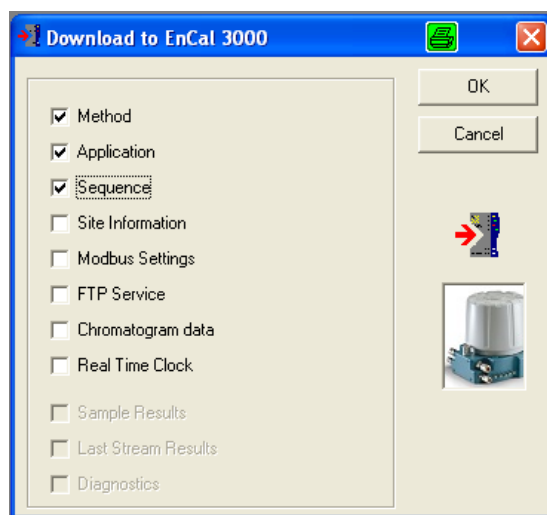 Download to EnCal 3000
OK
Method
Cancel
Application
Sequence
Site Information
Modbus Settings
FTP Service
Chromatogram data
Real Time Clock
Sample Results
Last Stream Results
Diagnostics